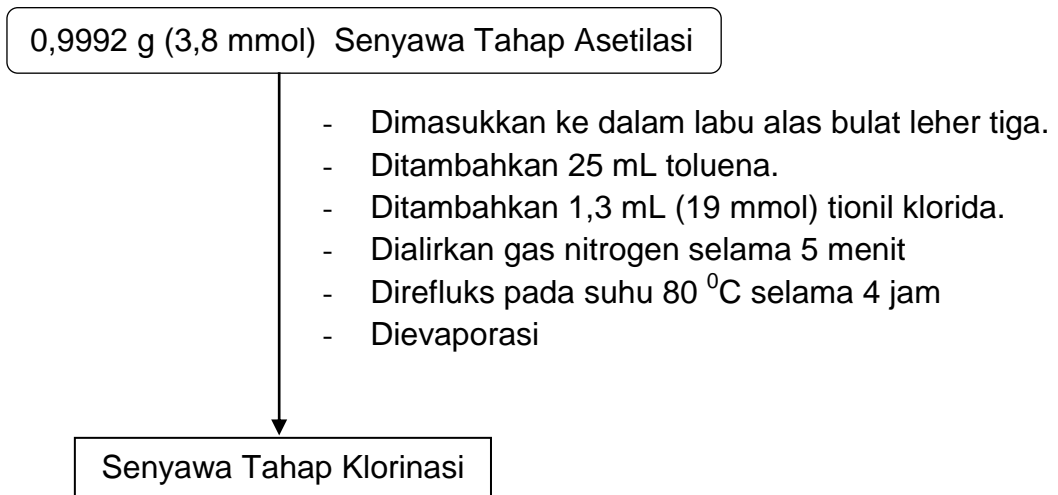 0,9992 g (3,8 mmol)  Senyawa Tahap Asetilasi
- Dimasukkan ke dalam labu alas bulat leher tiga.
- Ditambahkan 25 mL toluena.
- Ditambahkan 1,3 mL (19 mmol) tionil klorida.
- Dialirkan gas nitrogen selama 5 menit
- Direfluks pada suhu 80 ⁰C selama 4 jam
- Dievaporasi
Senyawa Tahap Klorinasi